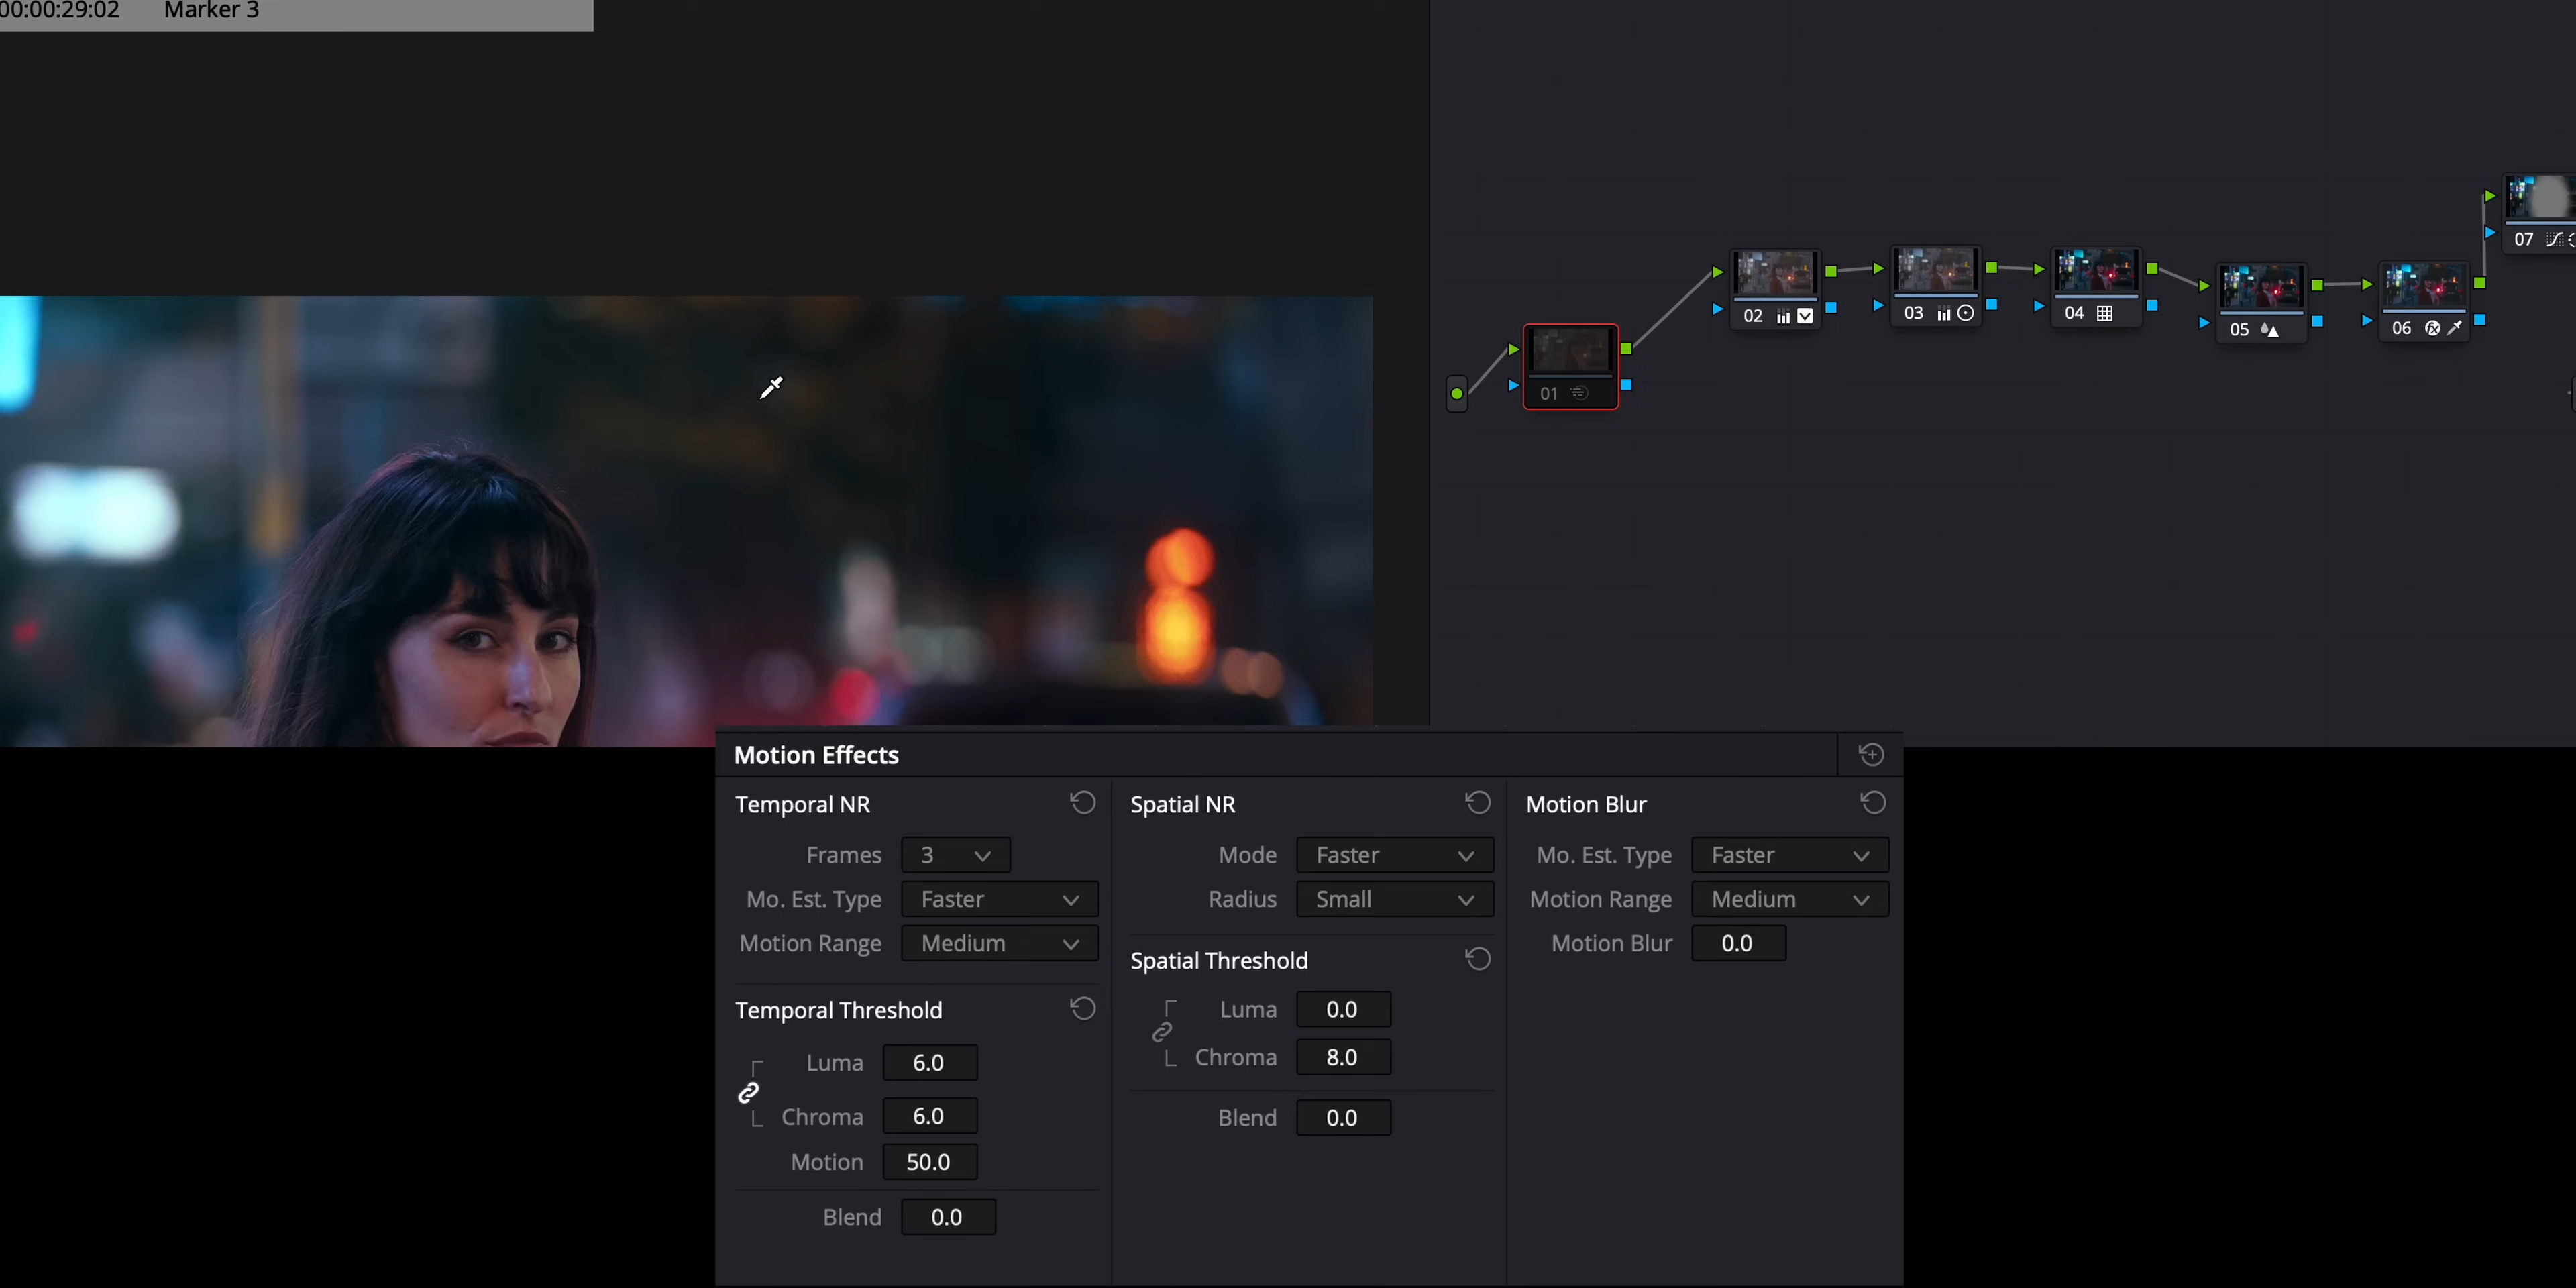 00:00:29:02 Marker 3
07
02
03
04
05
06
01
Motion Effects
Temporal NR
Frames 3
Mo. Est. Type Faster
Motion Range Medium
Temporal Threshold
Luma 6.0
Chroma 6.0
Motion 50.0
Blend 0.0
Spatial NR
Mode Faster
Radius Small
Spatial Threshold
Luma 0.0
Chroma 8.0
Blend 0.0
Motion Blur
Mo. Est. Type Faster
Motion Range Medium
Motion Blur 0.0